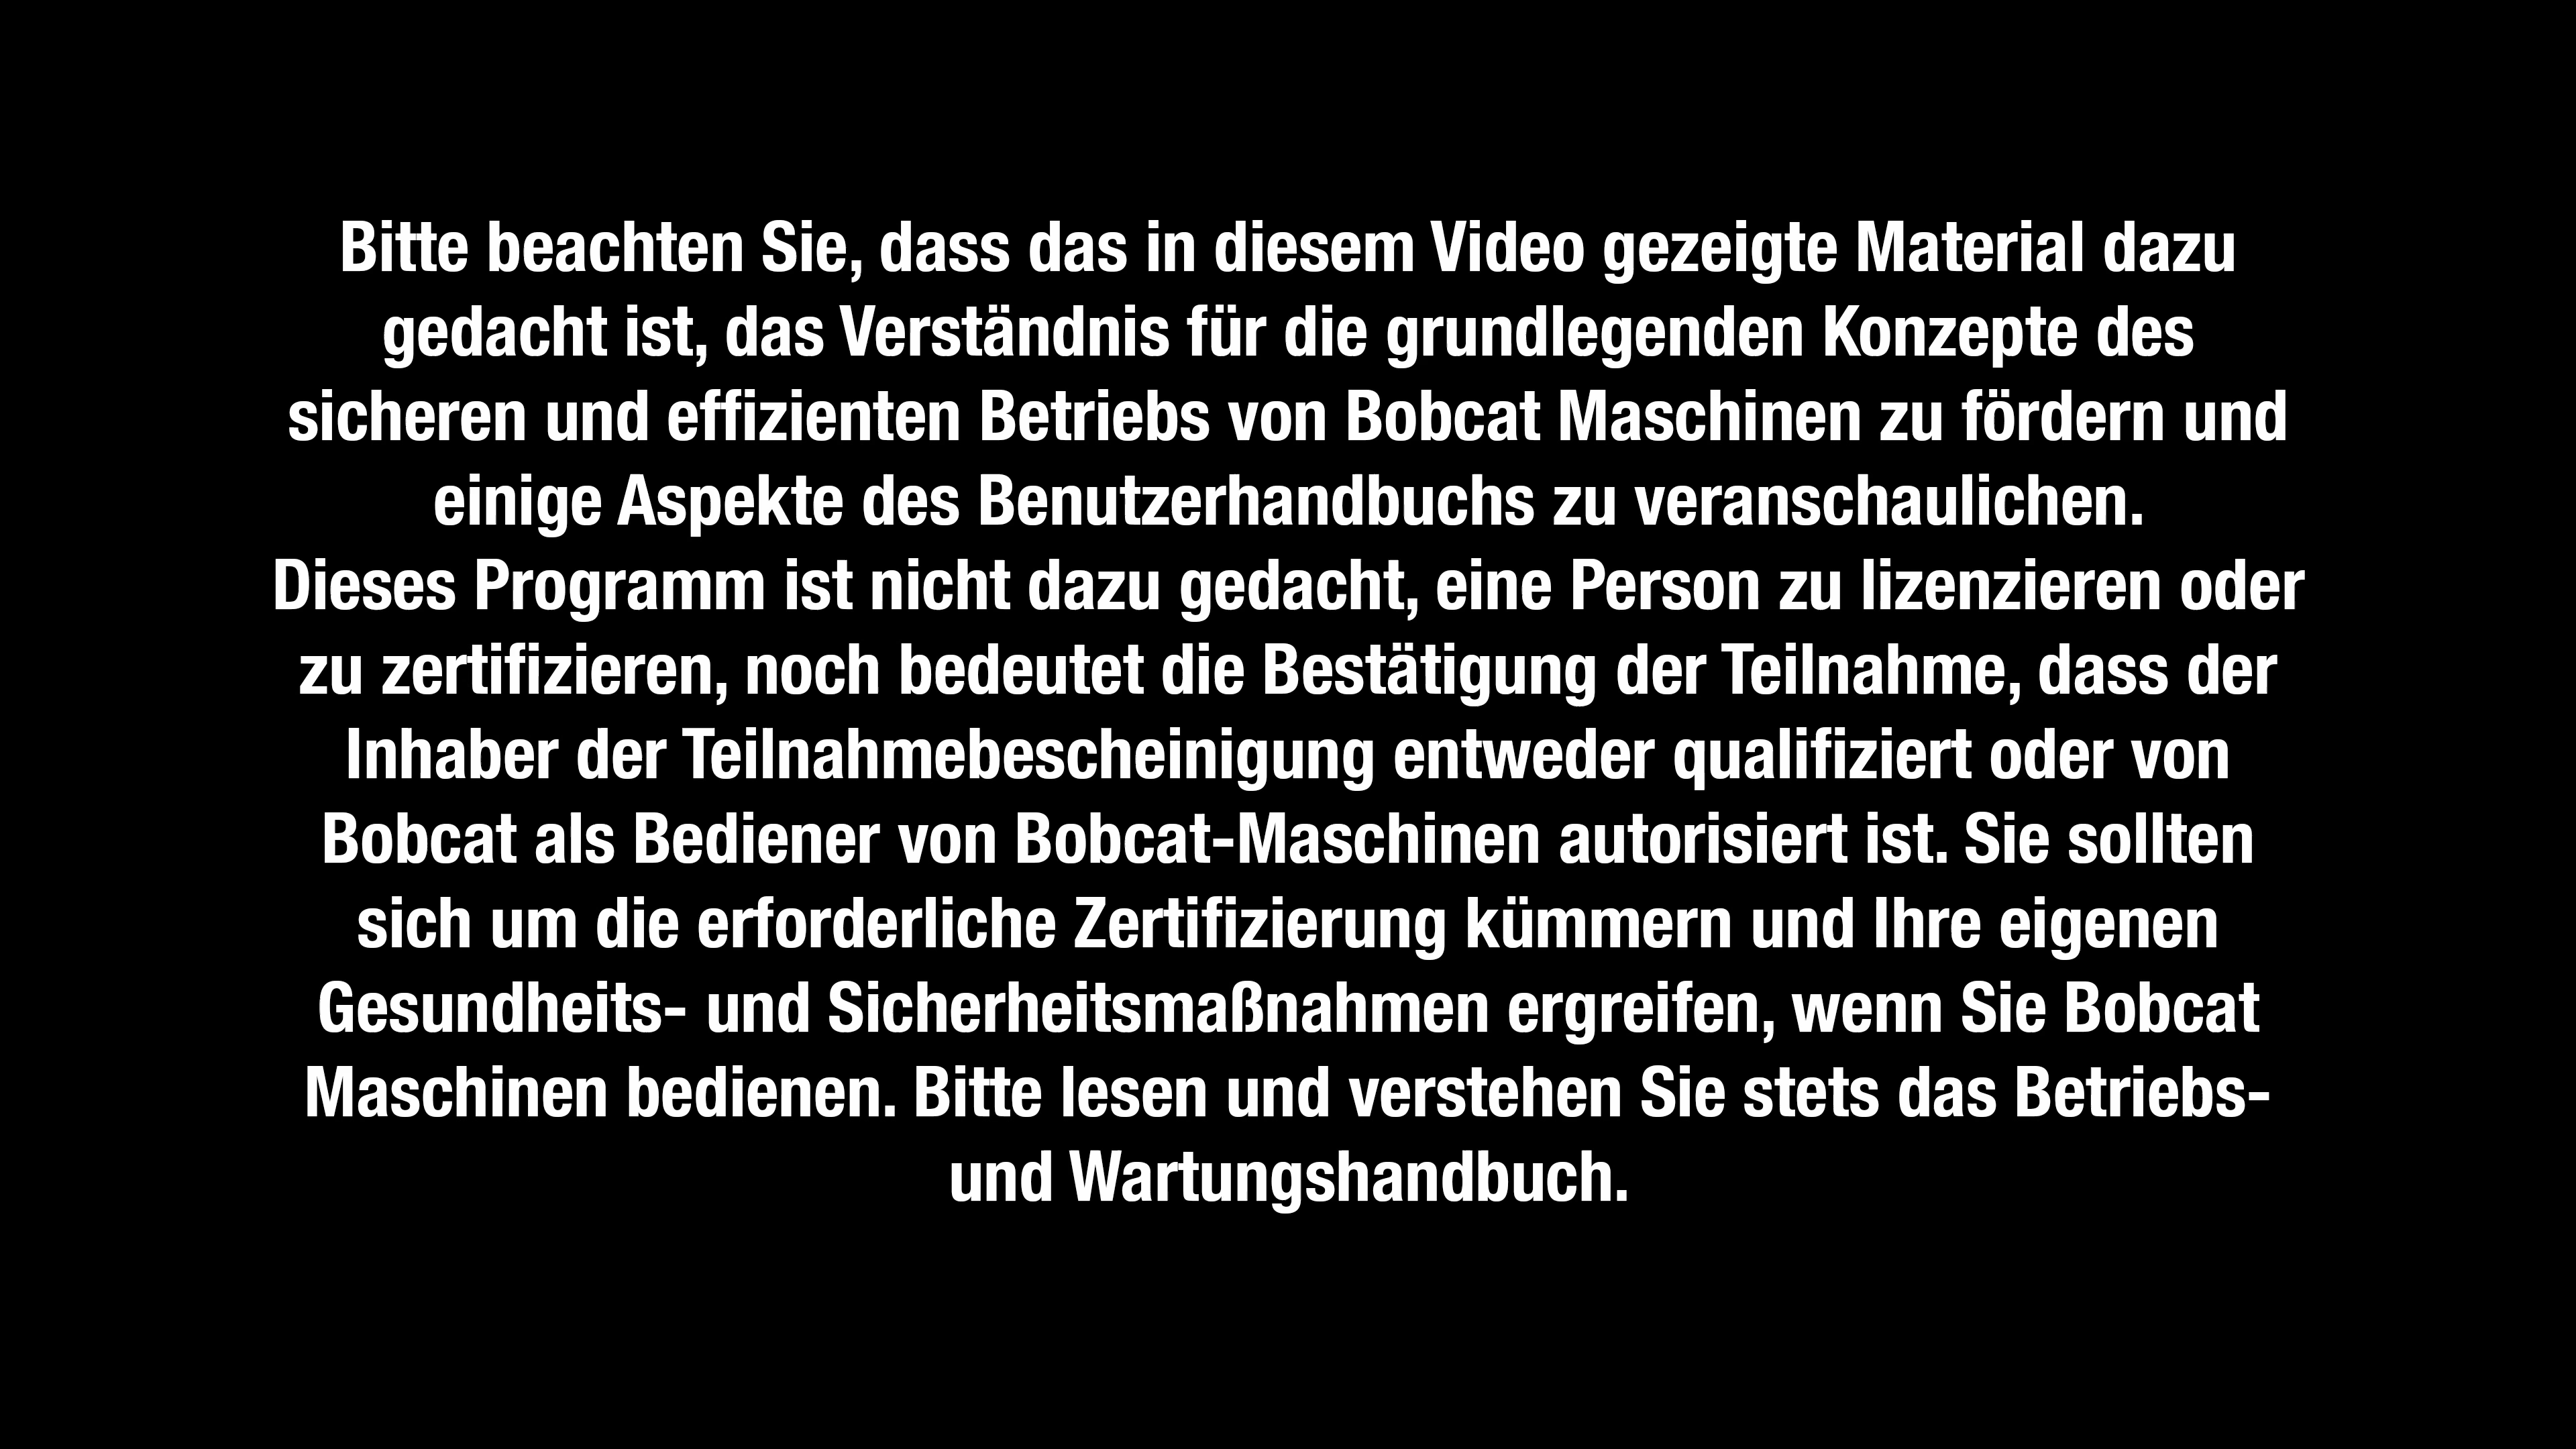 Bitte beachten Sie, dass das in diesem Video gezeigte Material dazu
gedacht ist, das Verständnis für die grundlegenden Konzepte des
sicheren und effizienten Betriebs von Bobcat Maschinen zu fördern und
einige Aspekte des Benutzerhandbuchs zu veranschaulichen.
Dieses Programm ist nicht dazu gedacht, eine Person zu lizenzieren oder
zu zertifizieren, noch bedeutet die Bestätigung der Teilnahme, dass der
Inhaber der Teilnahmebescheinigung entweder qualifiziert oder von
Bobcat als Bediener von Bobcat-Maschinen autorisiert ist. Sie sollten
sich um die erforderliche Zertifizierung kümmern und Ihre eigenen
Gesundheits- und Sicherheitsmaßnahmen ergreifen, wenn Sie Bobcat
Maschinen bedienen. Bitte lesen und verstehen Sie stets das Betriebs-
und Wartungshandbuch.